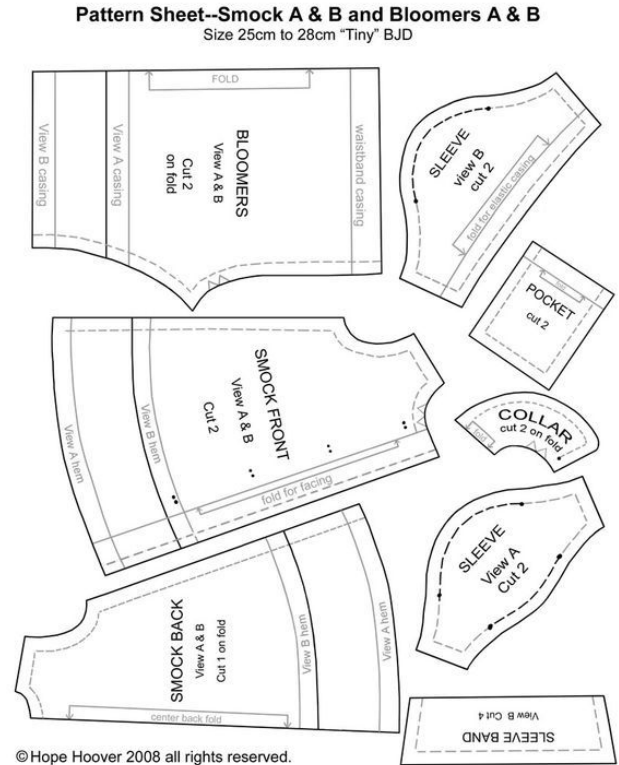 Pattern Sheet--Smock A & B and Bloomers A & B
Size 25cm to 28cm “Tiny” BJD
FOLD
View B casing
View A casing
BLOOMERS
View A & B
Cut 2
on fold
waistband casing
SLEEVE
view B
cut 2
fold for elastic casing
POCKET
cut 2
SMOCK FRONT
View A & B
Cut 2
View A hem
View B hem
fold for facing
COLLAR
cut 2 on fold
fold
SLEEVE
View A
Cut 2
SMOCK BACK
View A & B
Cut 1 on fold
View B hem
View A hem
center back fold
SLEEVE BAND
View B Cut 4
©Hope Hoover 2008 all rights reserved.